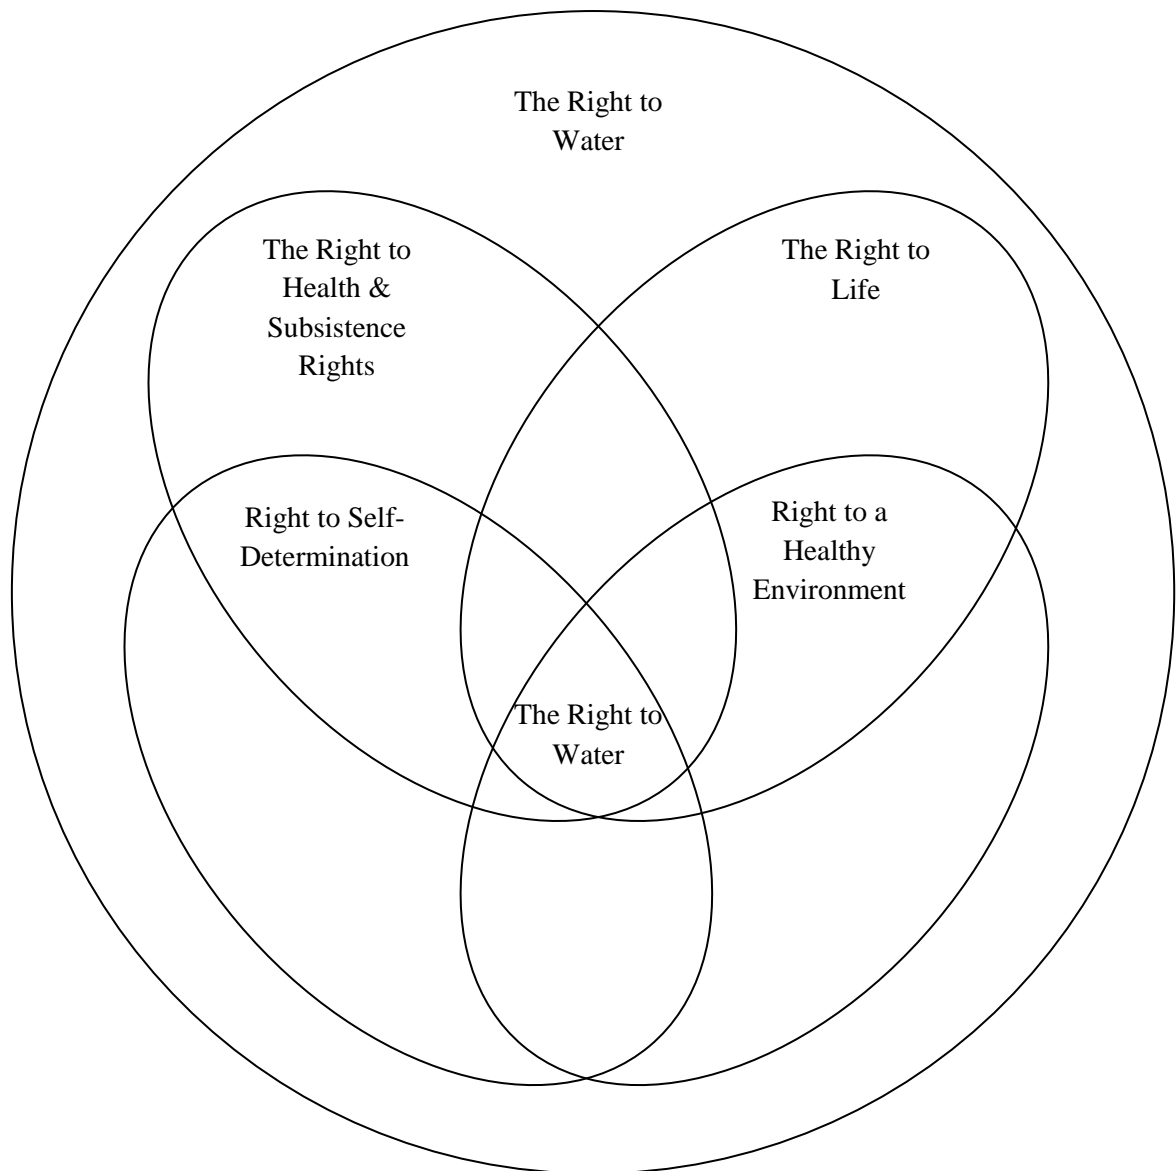 The Right to
Water
The Right to
Health &
Subsistence
Rights
The Right to
Life
Right to Self-
Determination
Right to a
Healthy
Environment
The Right to
Water